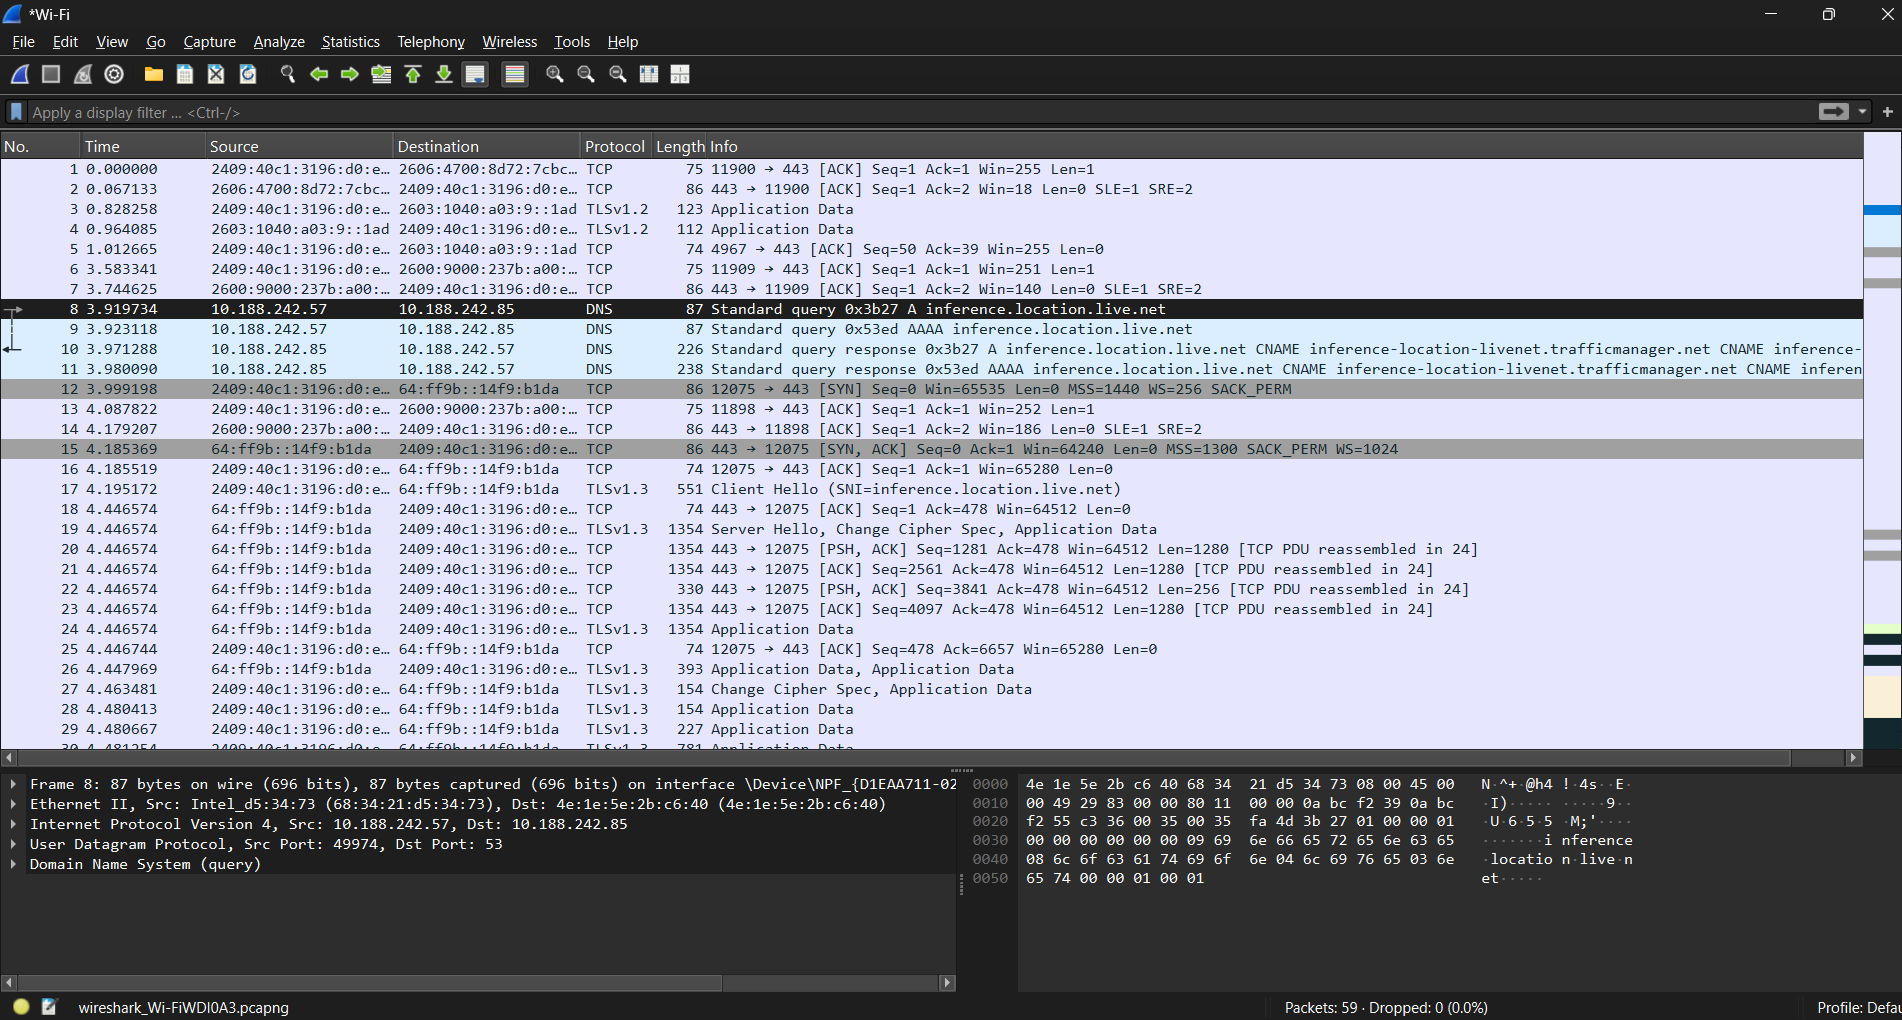 *Wi-Fi
File Edit View Go Capture Analyze Statistics Telephony Wireless Tools Help
Apply a display filter ... <Ctrl-/>
No. Time Source Destination Protocol Length Info
1 0.000000 2409:40c1:3196:d0:e… 2606:4700:8d72:7cbc… TCP 75 11900 → 443 [ACK] Seq=1 Ack=1 Win=255 Len=1
2 0.067133 2606:4700:8d72:7cbc… 2409:40c1:3196:d0:e… TCP 86 443 → 11900 [ACK] Seq=1 Ack=2 Win=18 Len=0 SLE=1 SRE=2
3 0.828258 2409:40c1:3196:d0:e… 2603:1040:a03:9::1ad TLSv1.2 123 Application Data
4 0.964085 2603:1040:a03:9::1ad 2409:40c1:3196:d0:e… TLSv1.2 112 Application Data
5 1.012665 2409:40c1:3196:d0:e… 2603:1040:a03:9::1ad TCP 74 4967 → 443 [ACK] Seq=50 Ack=39 Win=255 Len=0
6 3.583341 2409:40c1:3196:d0:e… 2600:9000:237b:a00:… TCP 75 11909 → 443 [ACK] Seq=1 Ack=1 Win=251 Len=1
7 3.744625 2600:9000:237b:a00:… 2409:40c1:3196:d0:e… TCP 86 443 → 11909 [ACK] Seq=1 Ack=2 Win=140 Len=0 SLE=1 SRE=2
8 3.919734 10.188.242.57 10.188.242.85 DNS 87 Standard query 0x3b27 A inference.location.live.net
9 3.923118 10.188.242.57 10.188.242.85 DNS 87 Standard query 0x53ed AAAA inference.location.live.net
10 3.971288 10.188.242.85 10.188.242.57 DNS 226 Standard query response 0x3b27 A inference.location.live.net CNAME inference-location-livenet.trafficmanager.net CNAME inference-
11 3.980090 10.188.242.85 10.188.242.57 DNS 238 Standard query response 0x53ed AAAA inference.location.live.net CNAME inference-location-livenet.trafficmanager.net CNAME inferen
12 3.999198 2409:40c1:3196:d0:e… 64:ff9b::14f9:b1da TCP 86 12075 → 443 [SYN] Seq=0 Win=65535 Len=0 MSS=1440 WS=256 SACK_PERM
13 4.087822 2409:40c1:3196:d0:e… 2600:9000:237b:a00:… TCP 75 11898 → 443 [ACK] Seq=1 Ack=1 Win=252 Len=1
14 4.179207 2600:9000:237b:a00:… 2409:40c1:3196:d0:e… TCP 86 443 → 11898 [ACK] Seq=1 Ack=2 Win=186 Len=0 SLE=1 SRE=2
15 4.185369 64:ff9b::14f9:b1da 2409:40c1:3196:d0:e… TCP 86 443 → 12075 [SYN, ACK] Seq=0 Ack=1 Win=64240 Len=0 MSS=1300 SACK_PERM WS=1024
16 4.185519 2409:40c1:3196:d0:e… 64:ff9b::14f9:b1da TCP 74 12075 → 443 [ACK] Seq=1 Ack=1 Win=65280 Len=0
17 4.195172 2409:40c1:3196:d0:e… 64:ff9b::14f9:b1da TLSv1.3 551 Client Hello (SNI=inference.location.live.net)
18 4.446574 64:ff9b::14f9:b1da 2409:40c1:3196:d0:e… TCP 74 443 → 12075 [ACK] Seq=1 Ack=478 Win=64512 Len=0
19 4.446574 64:ff9b::14f9:b1da 2409:40c1:3196:d0:e… TLSv1.3 1354 Server Hello, Change Cipher Spec, Application Data
20 4.446574 64:ff9b::14f9:b1da 2409:40c1:3196:d0:e… TCP 1354 443 → 12075 [PSH, ACK] Seq=1281 Ack=478 Win=64512 Len=1280 [TCP PDU reassembled in 24]
21 4.446574 64:ff9b::14f9:b1da 2409:40c1:3196:d0:e… TCP 1354 443 → 12075 [ACK] Seq=2561 Ack=478 Win=64512 Len=1280 [TCP PDU reassembled in 24]
22 4.446574 64:ff9b::14f9:b1da 2409:40c1:3196:d0:e… TCP 330 443 → 12075 [PSH, ACK] Seq=3841 Ack=478 Win=64512 Len=256 [TCP PDU reassembled in 24]
23 4.446574 64:ff9b::14f9:b1da 2409:40c1:3196:d0:e… TCP 1354 443 → 12075 [ACK] Seq=4097 Ack=478 Win=64512 Len=1280 [TCP PDU reassembled in 24]
24 4.446574 64:ff9b::14f9:b1da 2409:40c1:3196:d0:e… TLSv1.3 1354 Application Data
25 4.446744 2409:40c1:3196:d0:e… 64:ff9b::14f9:b1da TCP 74 12075 → 443 [ACK] Seq=478 Ack=6657 Win=65280 Len=0
26 4.447969 64:ff9b::14f9:b1da 2409:40c1:3196:d0:e… TLSv1.3 393 Application Data, Application Data
27 4.463481 2409:40c1:3196:d0:e… 64:ff9b::14f9:b1da TLSv1.3 154 Change Cipher Spec, Application Data
28 4.480413 2409:40c1:3196:d0:e… 64:ff9b::14f9:b1da TLSv1.3 154 Application Data
29 4.480667 2409:40c1:3196:d0:e… 64:ff9b::14f9:b1da TLSv1.3 227 Application Data
30 4.481254 2409:40c1:3196:d0:e… 64:ff9b::14f9:b1da TLSv1.3 781 Application Data
Frame 8: 87 bytes on wire (696 bits), 87 bytes captured (696 bits) on interface \Device\NPF_{D1EAA711-02
Ethernet II, Src: Intel_d5:34:73 (68:34:21:d5:34:73), Dst: 4e:1e:5e:2b:c6:40 (4e:1e:5e:2b:c6:40)
Internet Protocol Version 4, Src: 10.188.242.57, Dst: 10.188.242.85
User Datagram Protocol, Src Port: 49974, Dst Port: 53
Domain Name System (query)
0000 4e 1e 5e 2b c6 40 68 34 21 d5 34 73 08 00 45 00 N·^+·@h4 !·4s··E·
0010 00 49 29 83 00 00 80 11 00 00 0a bc f2 39 0a bc ·I)····· ·····9··
0020 f2 55 c3 36 00 35 00 35 fa 4d 3b 27 01 00 00 01 ·U·6·5·5 ·M;'····
0030 00 00 00 00 00 00 09 69 6e 66 65 72 65 6e 63 65 ·······i nference
0040 08 6c 6f 63 61 74 69 6f 6e 04 6c 69 76 65 03 6e ·locatio n·live·n
0050 65 74 00 00 01 00 01 et·····
wireshark_Wi-FiWDI0A3.pcapng
Packets: 59 · Dropped: 0 (0.0%)
Profile: Defau